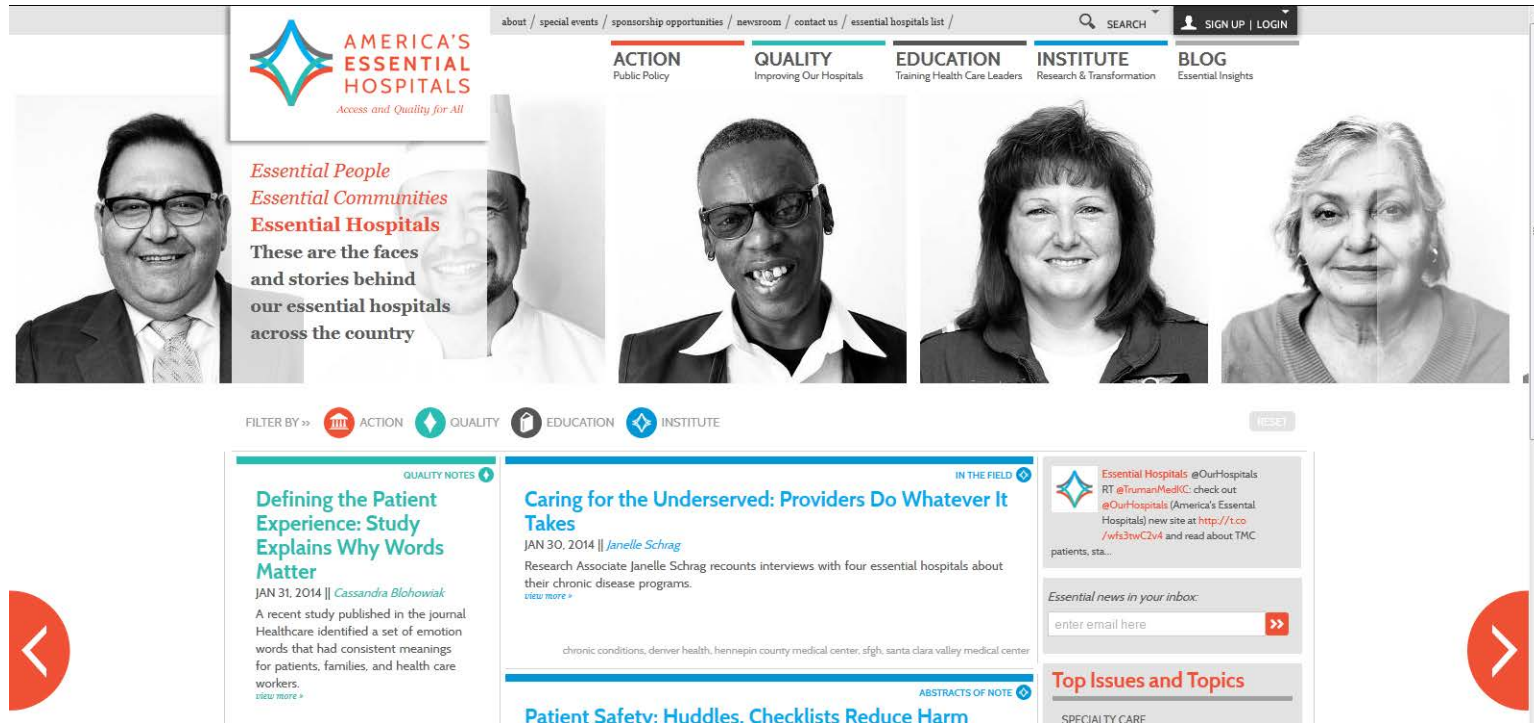 about / special events / sponsorship opportunities / newsroom / contact us / essential hospitals list /
SEARCH
SIGN UP | LOGIN
AMERICA'S
ESSENTIAL
HOSPITALS
Access and Quality for All
ACTION
Public Policy
QUALITY
Improving Our Hospitals
EDUCATION
Training Health Care Leaders
INSTITUTE
Research & Transformation
BLOG
Essential Insights
Essential People
Essential Communities
Essential Hospitals
These are the faces
and stories behind
our essential hospitals
across the country
FILTER BY »
ACTION
QUALITY
EDUCATION
INSTITUTE
RESET
QUALITY NOTES
Defining the Patient
Experience: Study
Explains Why Words
Matter
JAN 31, 2014 || Cassandra Blohowiak
A recent study published in the journal
Healthcare identified a set of emotion
words that had consistent meanings
for patients, families, and health care
workers.
view more »
IN THE FIELD
Caring for the Underserved: Providers Do Whatever It
Takes
JAN 30, 2014 || Janelle Schrag
Research Associate Janelle Schrag recounts interviews with four essential hospitals about
their chronic disease programs.
view more »
chronic conditions, denver health, hennepin county medical center, sfgh, santa clara valley medical center
ABSTRACTS OF NOTE
Patient Safety: Huddles, Checklists Reduce Harm
Essential Hospitals @OurHospitals
RT @TrumanMedKC: check out
@OurHospitals (America's Essential
Hospitals) new site at http://t.co
/wfs3twC2v4 and read about TMC
patients, sta...
Essential news in your inbox:
enter email here
Top Issues and Topics
SPECIALTY CARE